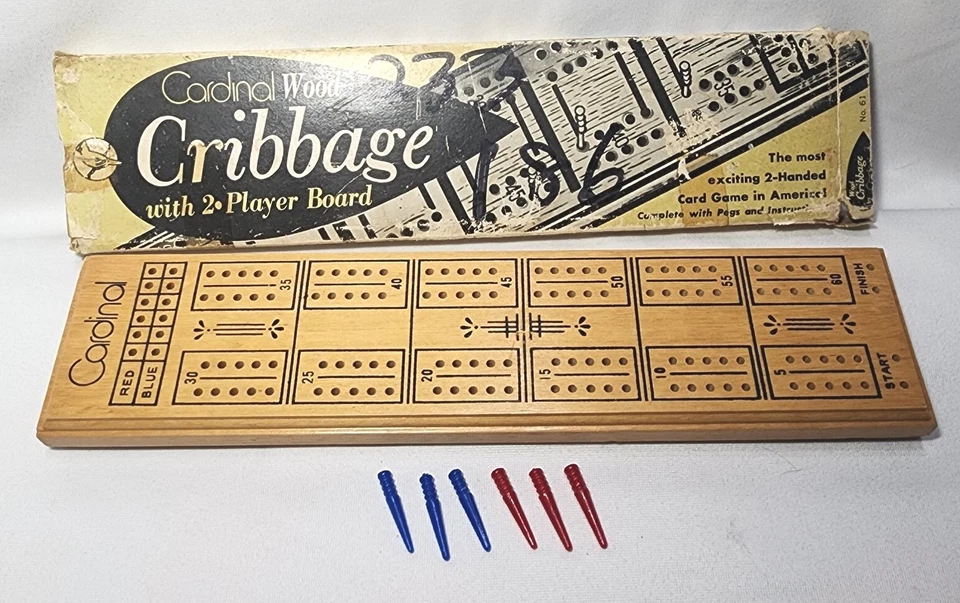 Cardinal Wood
Cribbage
with 2•Player Board
The most
exciting 2-Handed
Card Game in America!
Complete with Pegs and
No. 61
Wood
Cribbage
Cardinal
RED
BLUE
35
40
45
50
55
60
FINISH
30
25
20
15
10
5
START